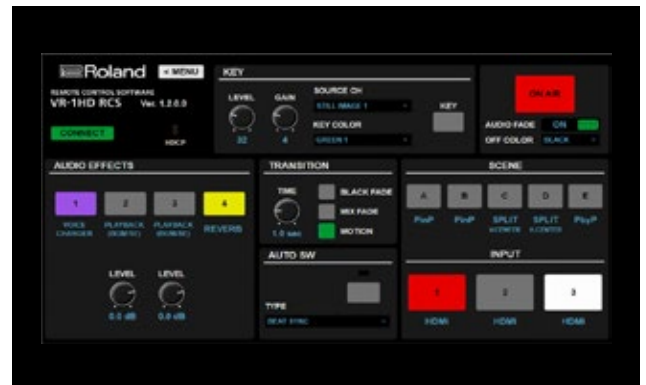 Roland
MENU
REMOTE CONTROL SOFTWARE
VR-1HD RCS Ver. 1.2.0.0
CONNECT
HDCP
KEY
LEVEL
GAIN
SOURCE CH
STILL IMAGE 1
KEY COLOR
GREEN 1
KEY
32
4
ON AIR
AUDIO FADE ON
OFF COLOR BLACK
AUDIO EFFECTS
1
2
3
4
VOICE CHANGER
PLAYBACK
PLAYBACK
REVERB
LEVEL
LEVEL
0.0 dB
0.0 dB
TRANSITION
TIME
1.0 sec
BLACK FADE
MIX FADE
MOTION
AUTO SW
TYPE
BEAT SYNC
SCENE
A
B
C
D
E
PinP
PinP
SPLIT
SPLIT
PinyP
INPUT
1
2
3
HDMI
HDMI
HDMI